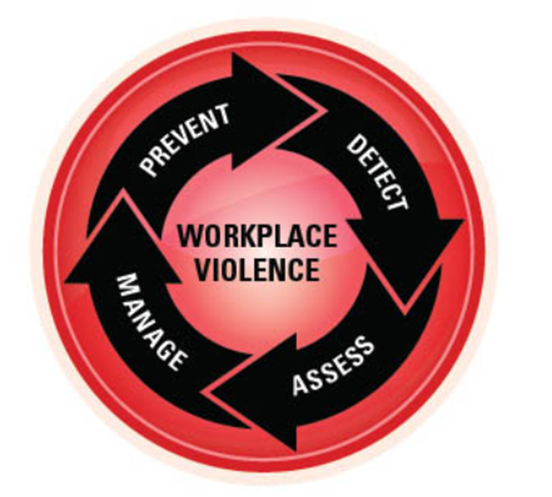 PREVENT
DETECT
WORKPLACE
VIOLENCE
MANAGE
ASSESS